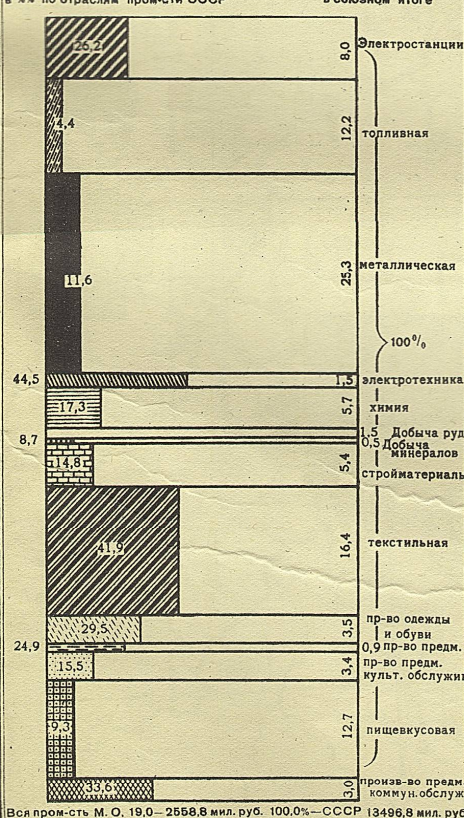 в %% по отраслям пром-сти СССР в союзном итоге
26,2 8,0 Электростанции
4,4 12,2 топливная
11,6 25,3 металлическая
100%
44,5 1,5 электротехника
17,3 5,7 химия
1,5 Добыча руд
8,7 0,5 Добыча
минералов
14,8 5,4 стройматериаль
41,9 16,4 текстильная
29,5 3,5 пр-во одежды
и обуви
24,9 0,9 пр-во предм.
15,5 3,4 пр-во предм.
культ. обслужи
9,3 12,7 пищевкусовая
33,6 3,0 произв-во предм.
коммун. обслуж
Вся пром-сть М. О. 19,0—2558,8 мил. руб. 100.0%—СССР 13496,8 мил. руб